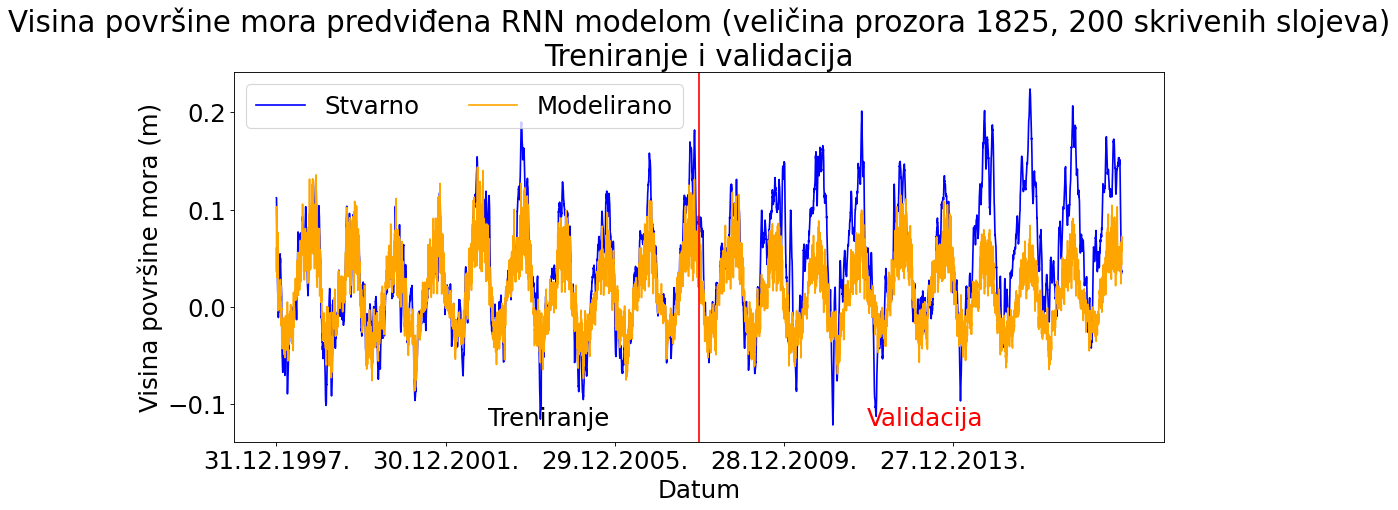 Visina površine mora predviđena RNN modelom (veličina prozora 1825, 200 skrivenih slojeva)
Treniranje i validacija
Stvarno
Modelirano
Visina površine mora (m)
0.2
0.1
0.0
−0.1
Treniranje
Validacija
31.12.1997.
30.12.2001.
29.12.2005.
28.12.2009.
27.12.2013.
Datum